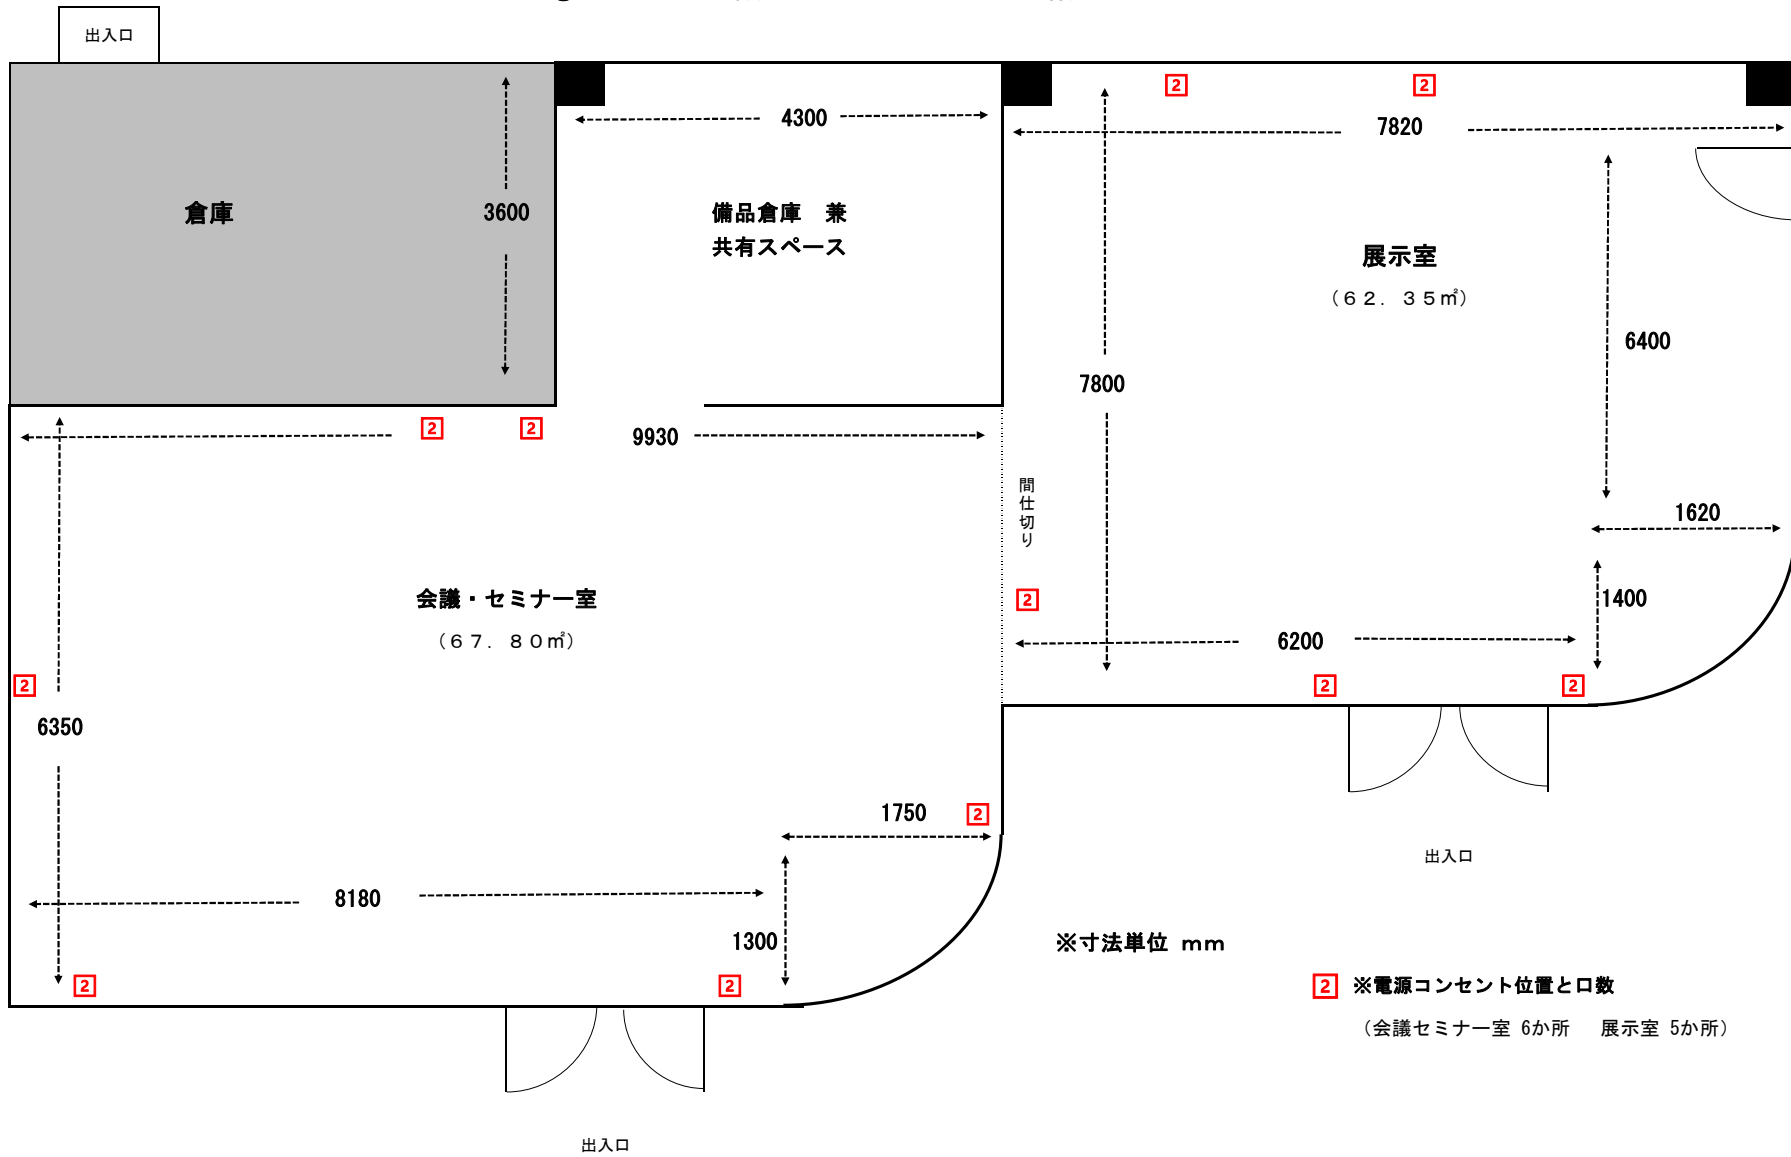 出入口
2
2
4300
7820
倉庫
3600
備品倉庫　兼
共有スペース
展示室
（６２．３５㎡）
6400
7800
2
2
9930
間仕切り
1620
会議・セミナー室
（６７．８０㎡）
2
1400
6200
2
2
2
6350
1750
2
出入口
8180
1300
※寸法単位 mm
2
2
2 ※電源コンセント位置と口数
（会議セミナー室 6か所　展示室 5か所）
出入口